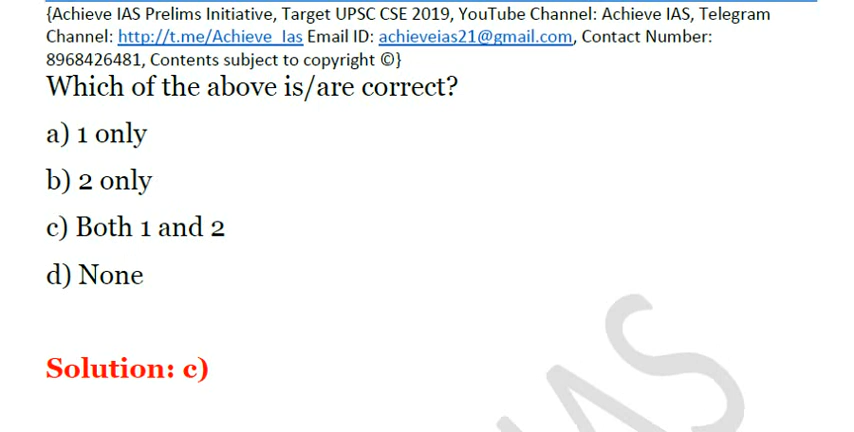 {Achieve IAS Prelims Initiative, Target UPSC CSE 2019, YouTube Channel: Achieve IAS, Telegram
Channel: http://t.me/Achieve_Ias Email ID: achieveias21@gmail.com, Contact Number:
8968426481, Contents subject to copyright ©}
Which of the above is/are correct?
a) 1 only
b) 2 only
c) Both 1 and 2
d) None
Solution: c)
IAS